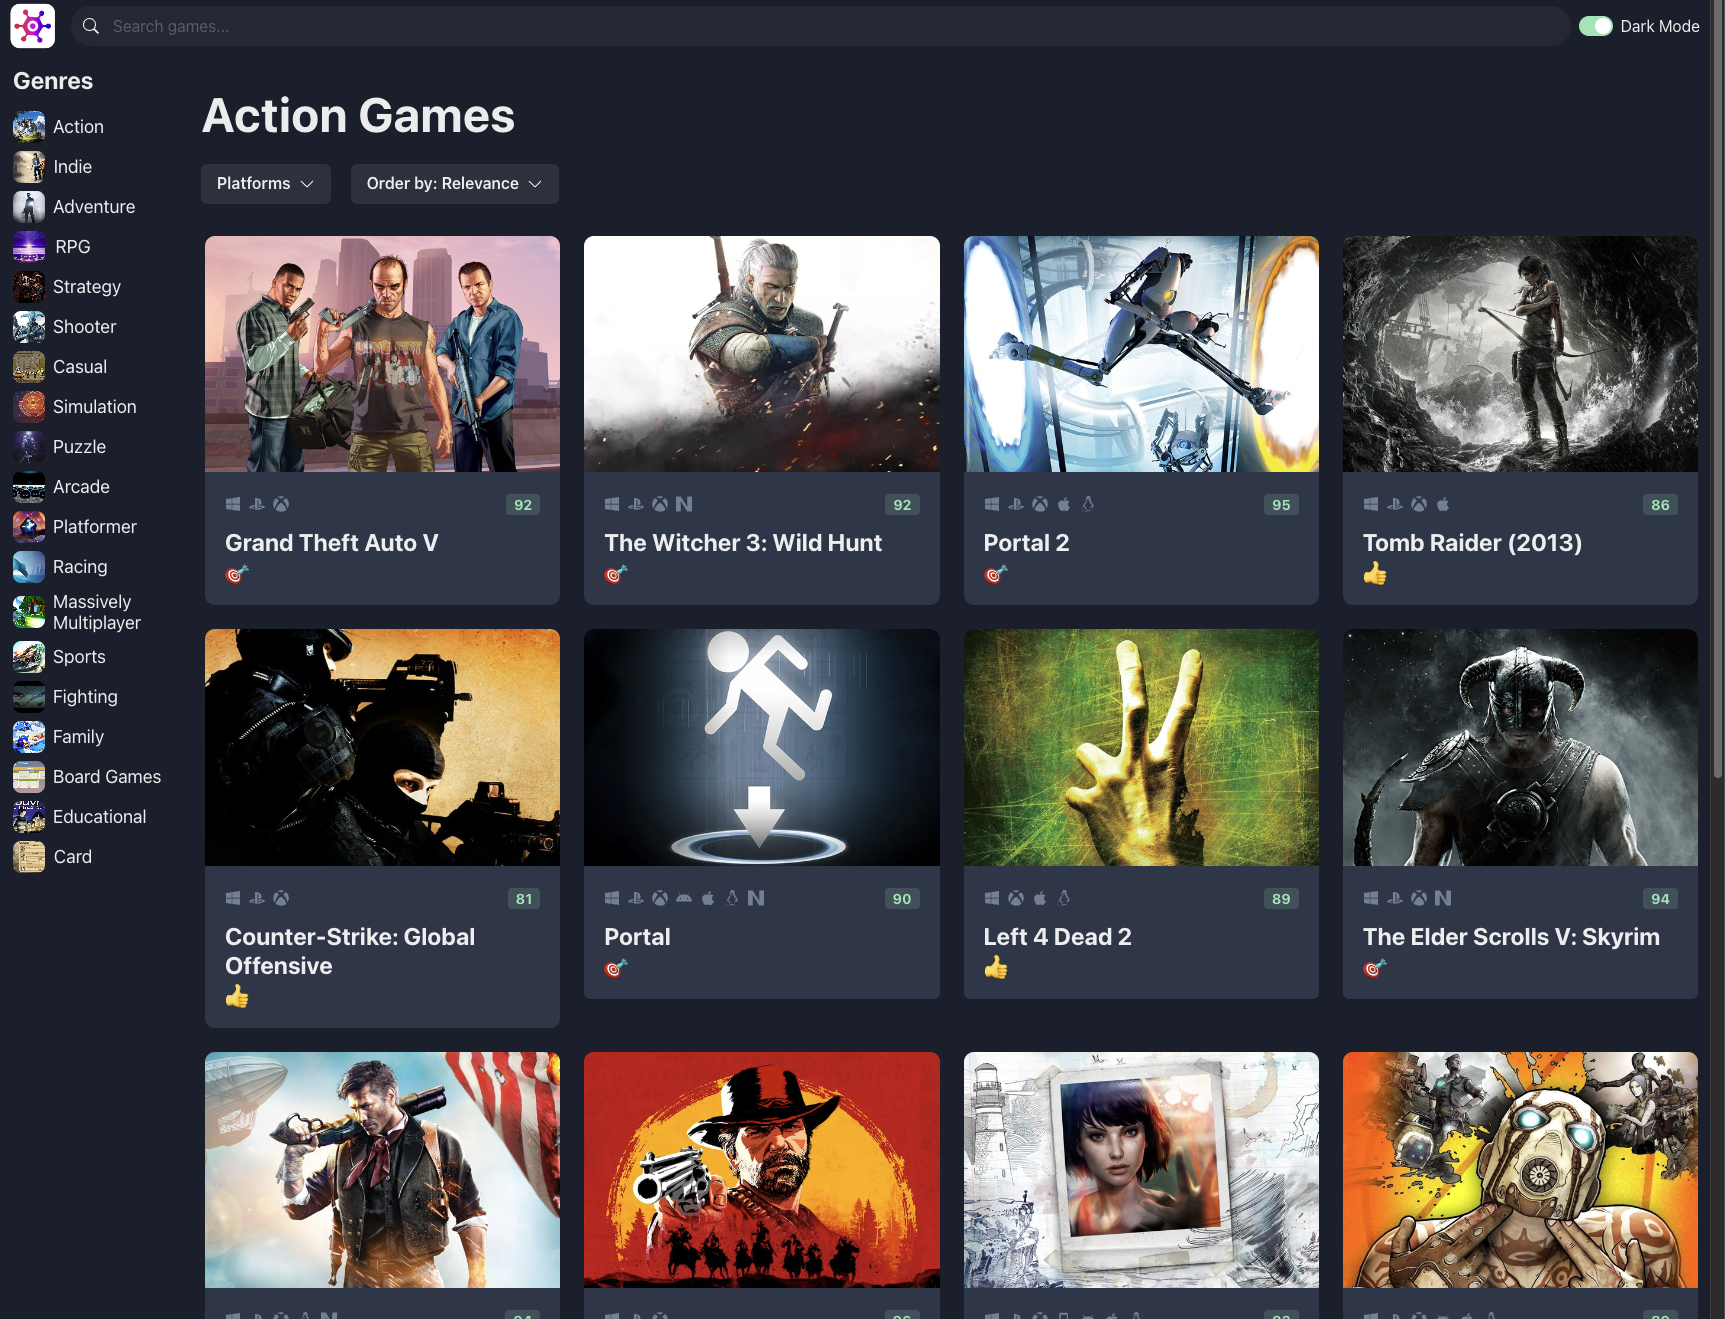 Search games...
Dark Mode
Genres
Action
Indie
Adventure
RPG
Strategy
Shooter
Casual
Simulation
Puzzle
Arcade
Platformer
Racing
Massively
Multiplayer
Sports
Fighting
Family
Board Games
Educational
Card
Action Games
Platforms
Order by: Relevance
92
Grand Theft Auto V
92
The Witcher 3: Wild Hunt
95
Portal 2
86
Tomb Raider (2013)
81
Counter-Strike: Global
Offensive
90
Portal
89
Left 4 Dead 2
94
The Elder Scrolls V: Skyrim